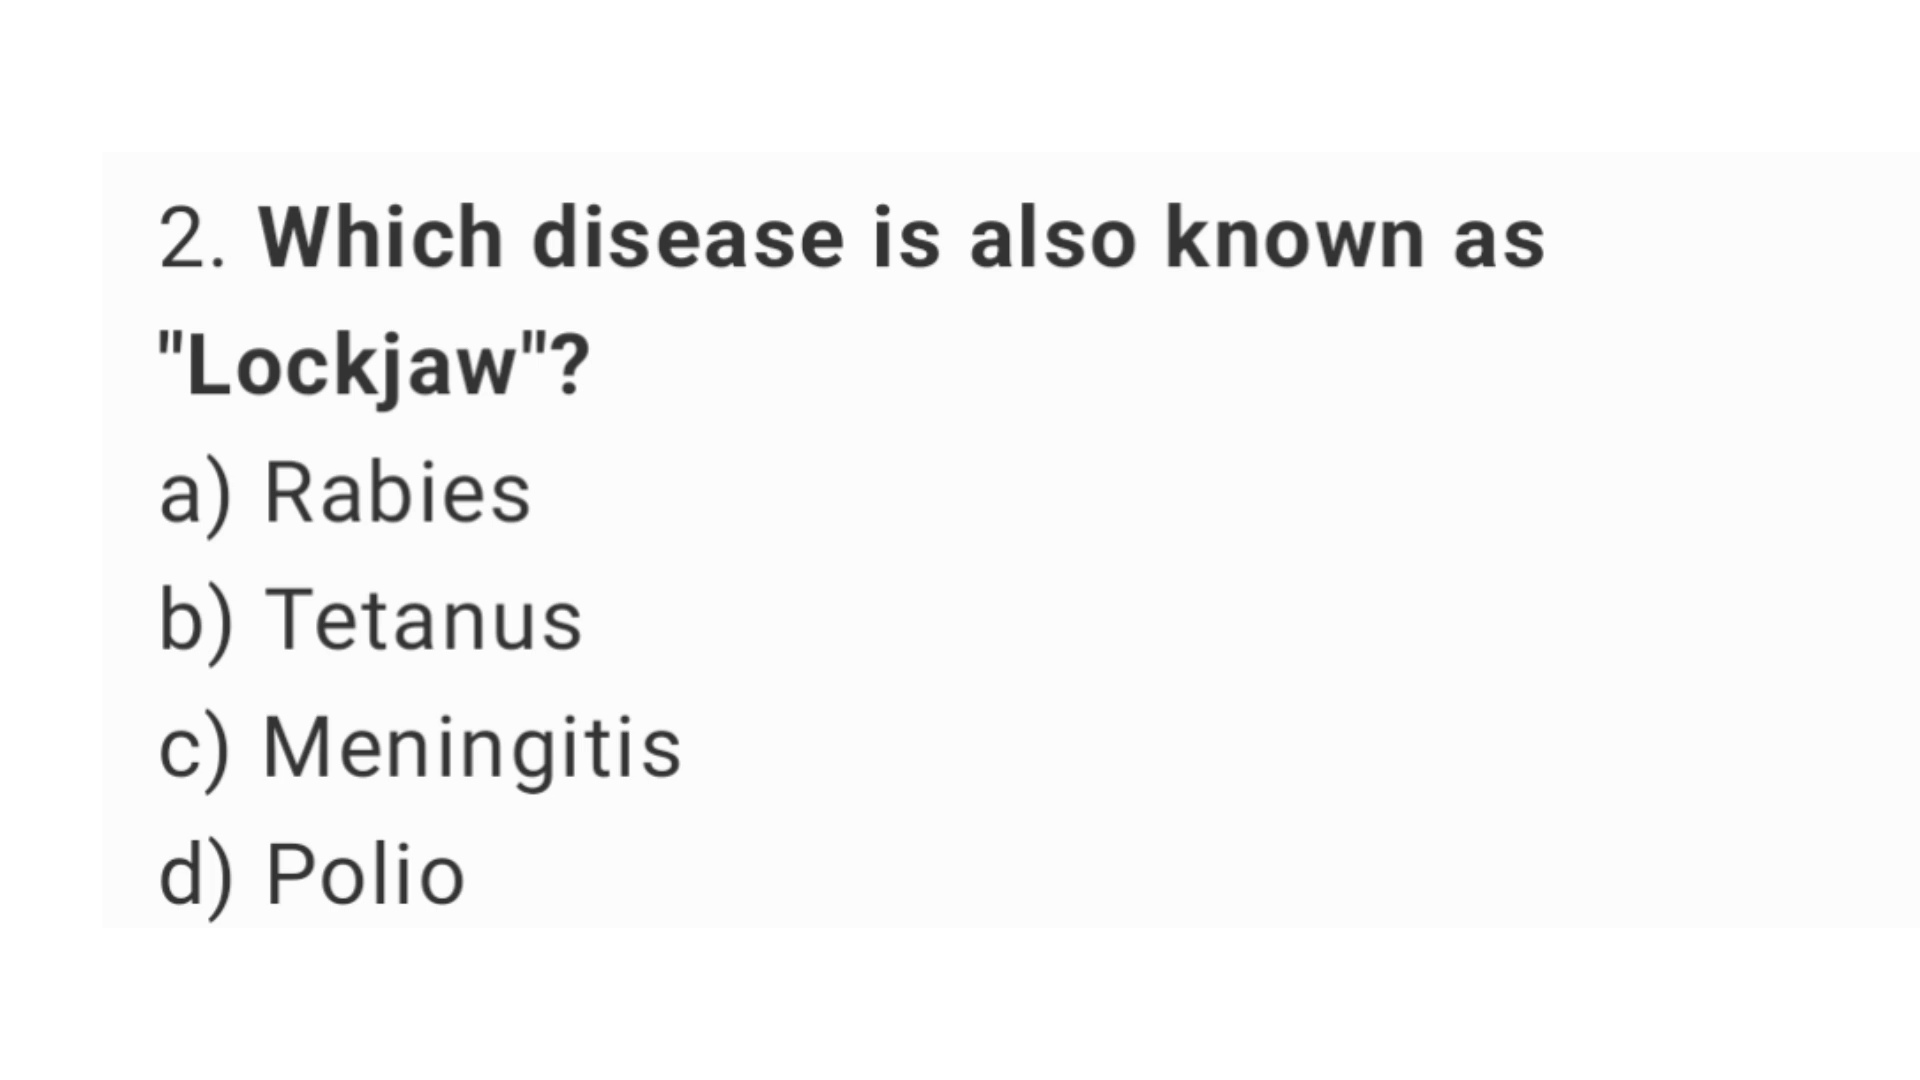 2. Which disease is also known as
"Lockjaw"?
a) Rabies
b) Tetanus
c) Meningitis
d) Polio